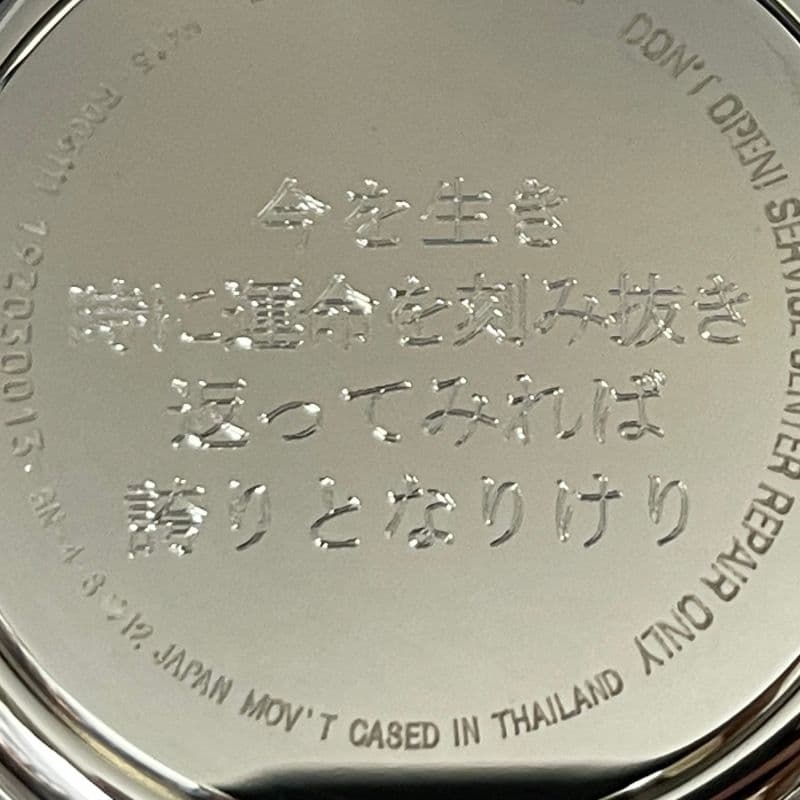 今を生き
時に運命を刻み抜き
返ってみれば
誇りとなりけり
DON'T OPEN! SERVICE CENTER REPAIR ONLY
192030013
JAPAN MOV'T CASED IN THAILAND